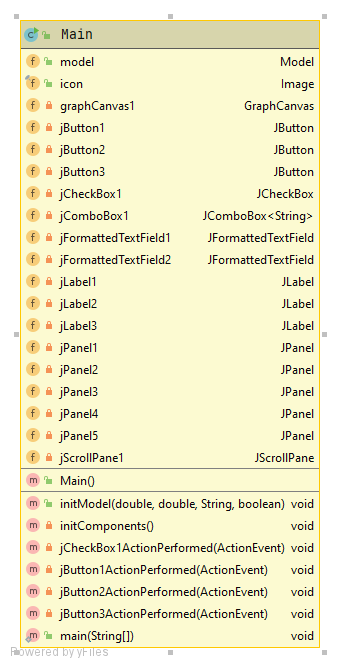 Main
model Model
icon Image
graphCanvas1 GraphCanvas
jButton1 JButton
jButton2 JButton
jButton3 JButton
jCheckBox1 JCheckBox
jComboBox1 JComboBox<String>
jFormattedTextField1 JFormattedTextField
jFormattedTextField2 JFormattedTextField
jLabel1 JLabel
jLabel2 JLabel
jLabel3 JLabel
jPanel1 JPanel
jPanel2 JPanel
jPanel3 JPanel
jPanel4 JPanel
jPanel5 JPanel
jScrollPane1 JScrollPane
Main()
initModel(double, double, String, boolean) void
initComponents() void
jCheckBox1ActionPerformed(ActionEvent) void
jButton1ActionPerformed(ActionEvent) void
jButton2ActionPerformed(ActionEvent) void
jButton3ActionPerformed(ActionEvent) void
main(String[]) void
Powered by yFiles